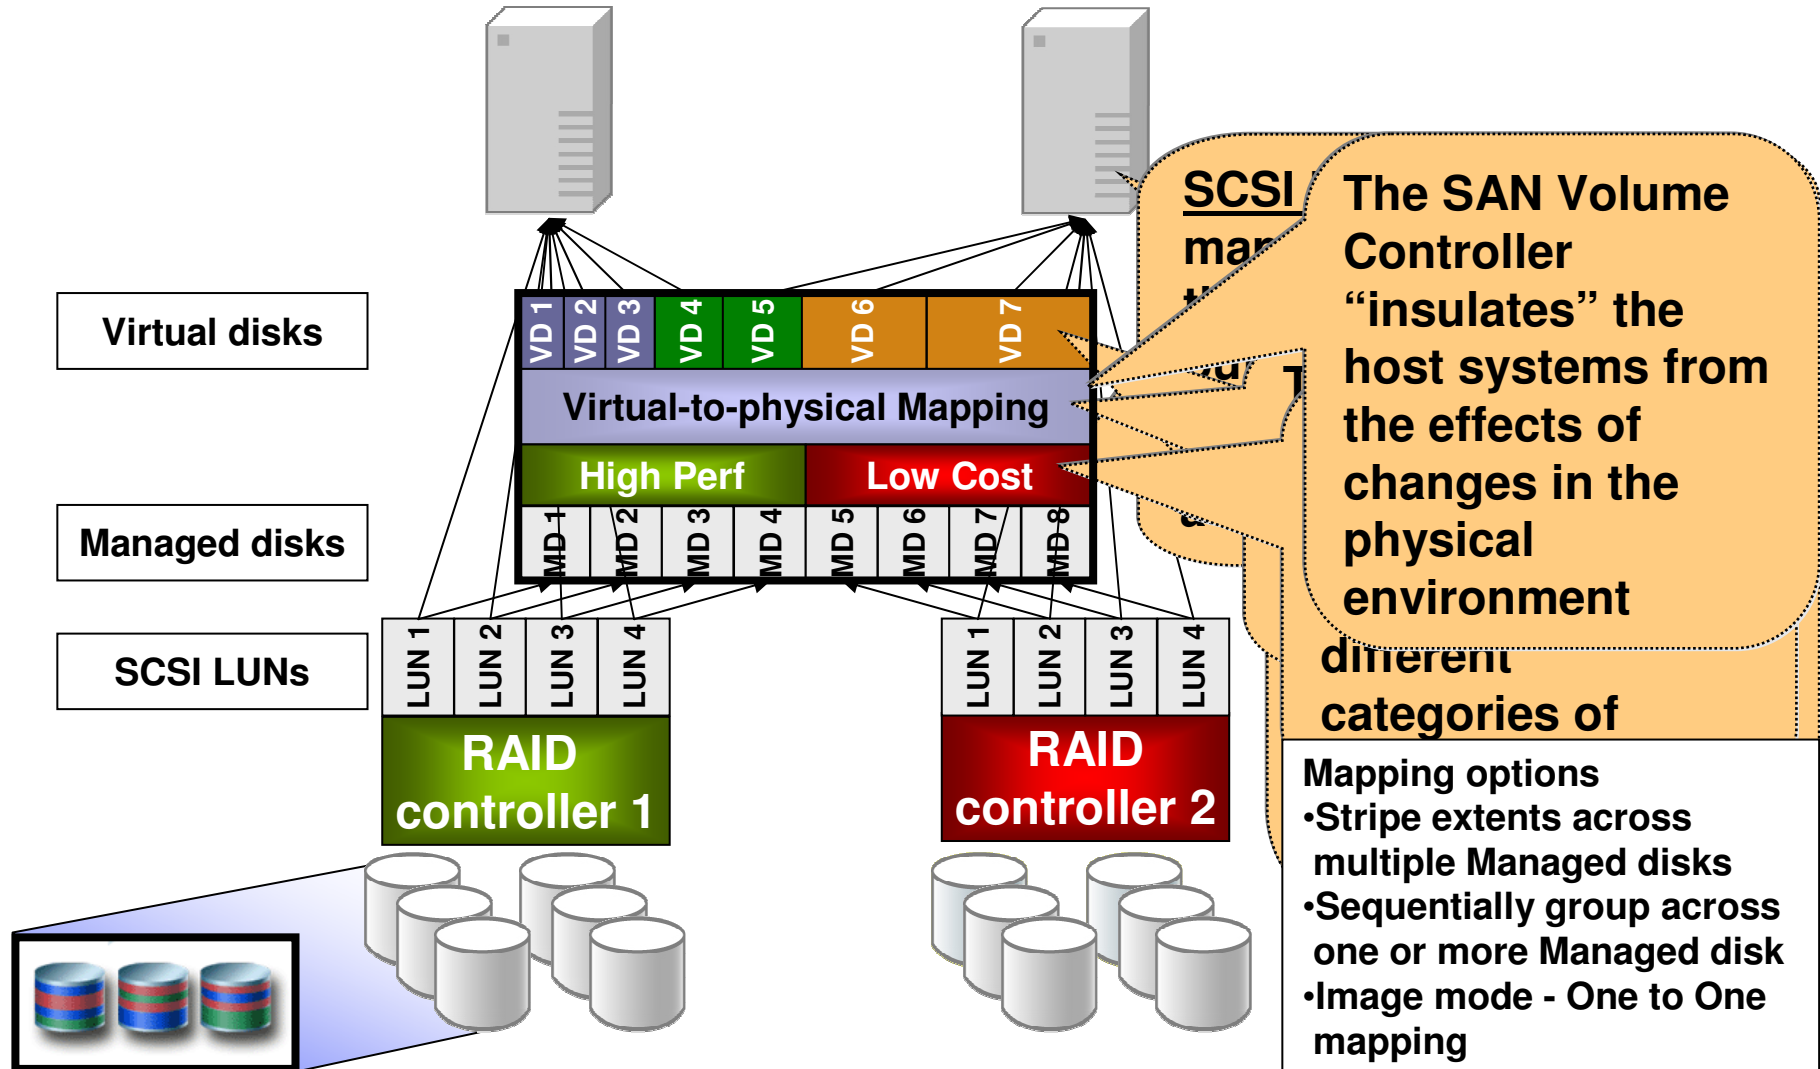 Virtual disks
VD 1
VD 2
VD 3
VD 4
VD 5
VD 6
VD 7
Virtual-to-physical Mapping
High Perf
Low Cost
Managed disks
MD 1
MD 2
MD 3
MD 4
MD 5
MD 6
MD 7
MD 8
SCSI LUNs
LUN 1
LUN 2
LUN 3
LUN 4
LUN 1
LUN 2
LUN 3
LUN 4
RAID
controller 1
RAID
controller 2
SCSI
The SAN Volume
Controller
“insulates” the
host systems from
the effects of
changes in the
physical
environment
different
categories of
Mapping options
•Stripe extents across
multiple Managed disks
•Sequentially group across
one or more Managed disk
•Image mode - One to One
mapping